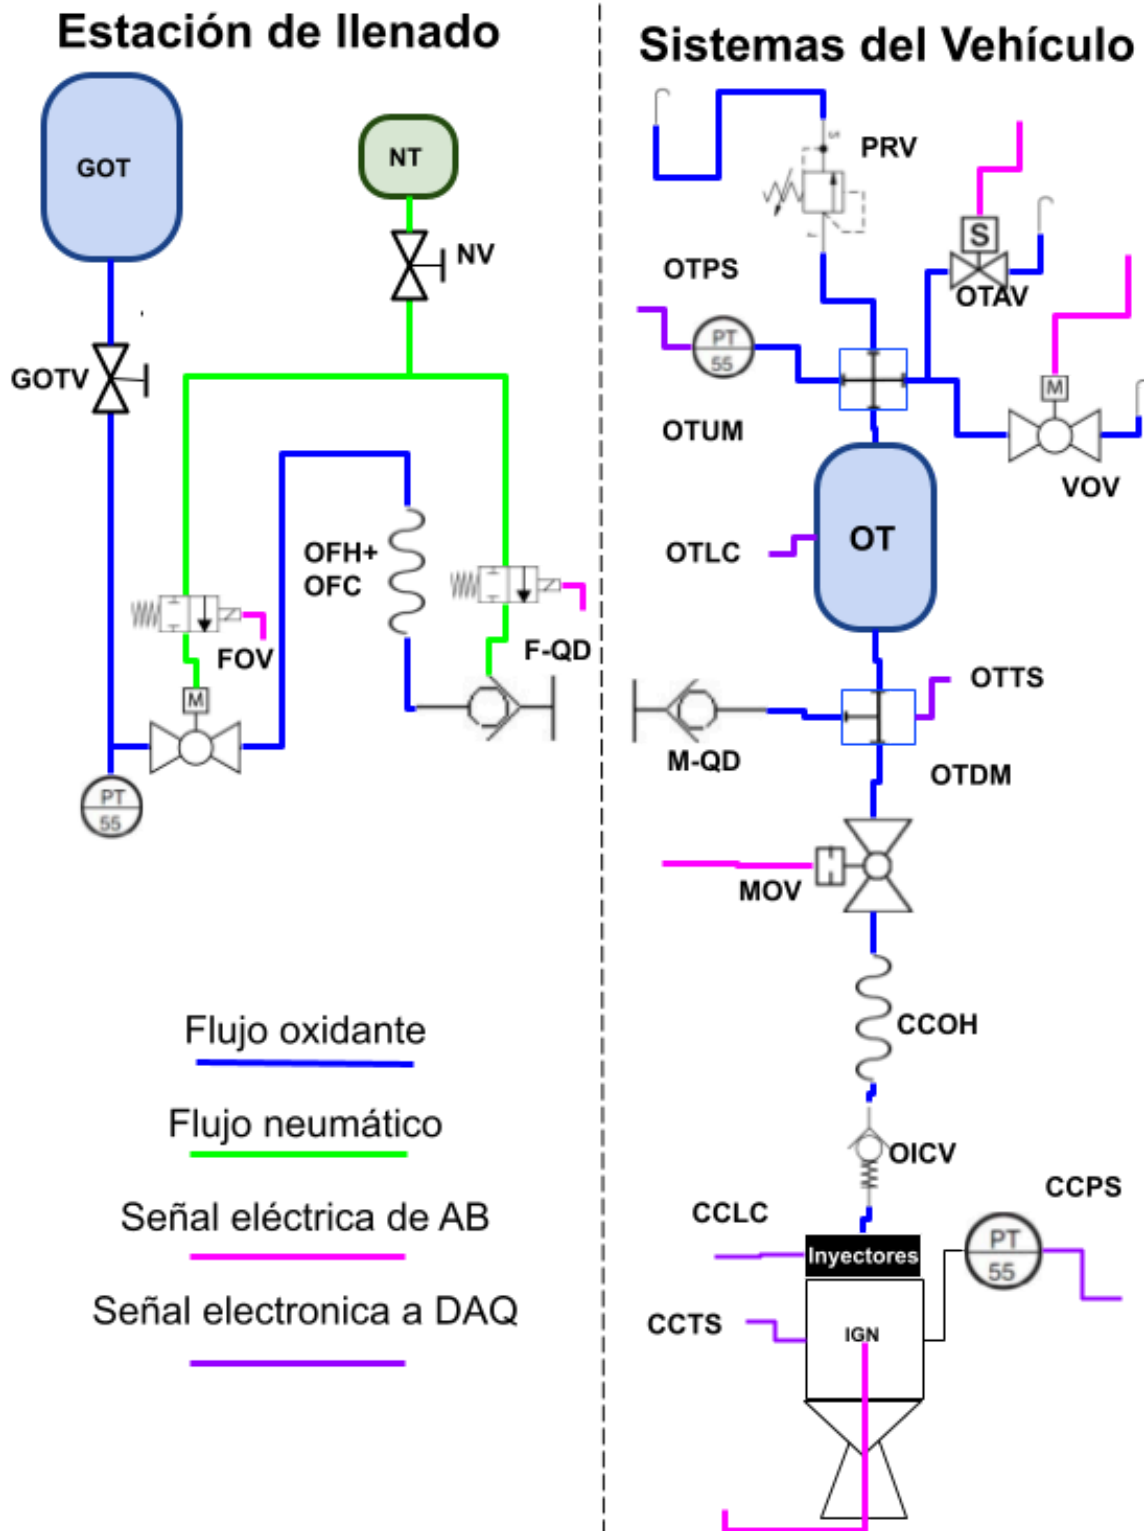 Estación de llenado
GOT
NT
NV
GOTV
OFH+
OFC
FOV
M
F-QD
PT
55
Flujo oxidante
Flujo neumático
Señal eléctrica de AB
Señal electronica a DAQ
Sistemas del Vehículo
PRV
S
OTAV
OTPS
PT
55
OTUM
M
VOV
OTLC
OT
OTTS
M-QD
OTDM
MOV
CCOH
OICV
CCPS
CCLC
Inyectores
PT
55
CCTS
IGN